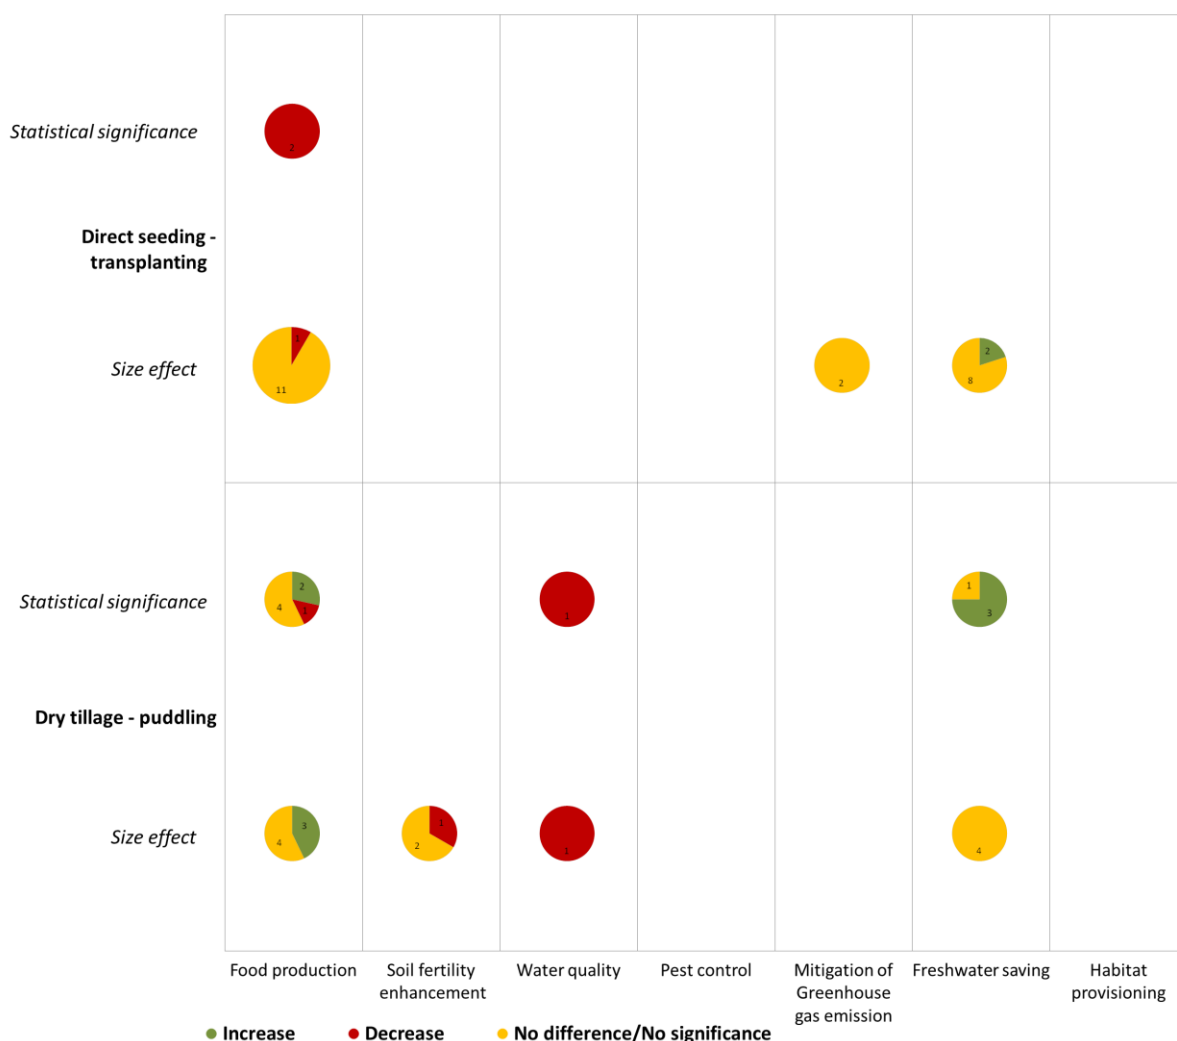 Statistical significance
2
Direct seeding -
transplanting
Size effect
1
11
2
2
8
Statistical significance
2
4
1
1
1
3
Dry tillage - puddling
Size effect
3
4
1
2
1
4
Food production
Soil fertility
enhancement
Water quality
Pest control
Mitigation of
Greenhouse
gas emission
Freshwater saving
Habitat
provisioning
Increase
Decrease
No difference/No significance